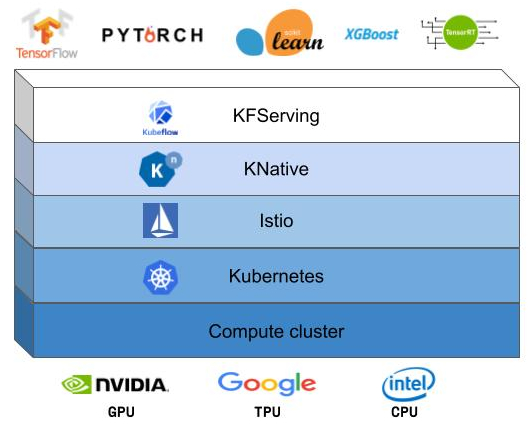 TensorFlow
PYTORCH
scikit
learn
XGBoost
TensorRT
Kubeflow
KFServing
K
n
KNative
Istio
Kubernetes
Compute cluster
NVIDIA.
Google
intel
GPU
TPU
CPU